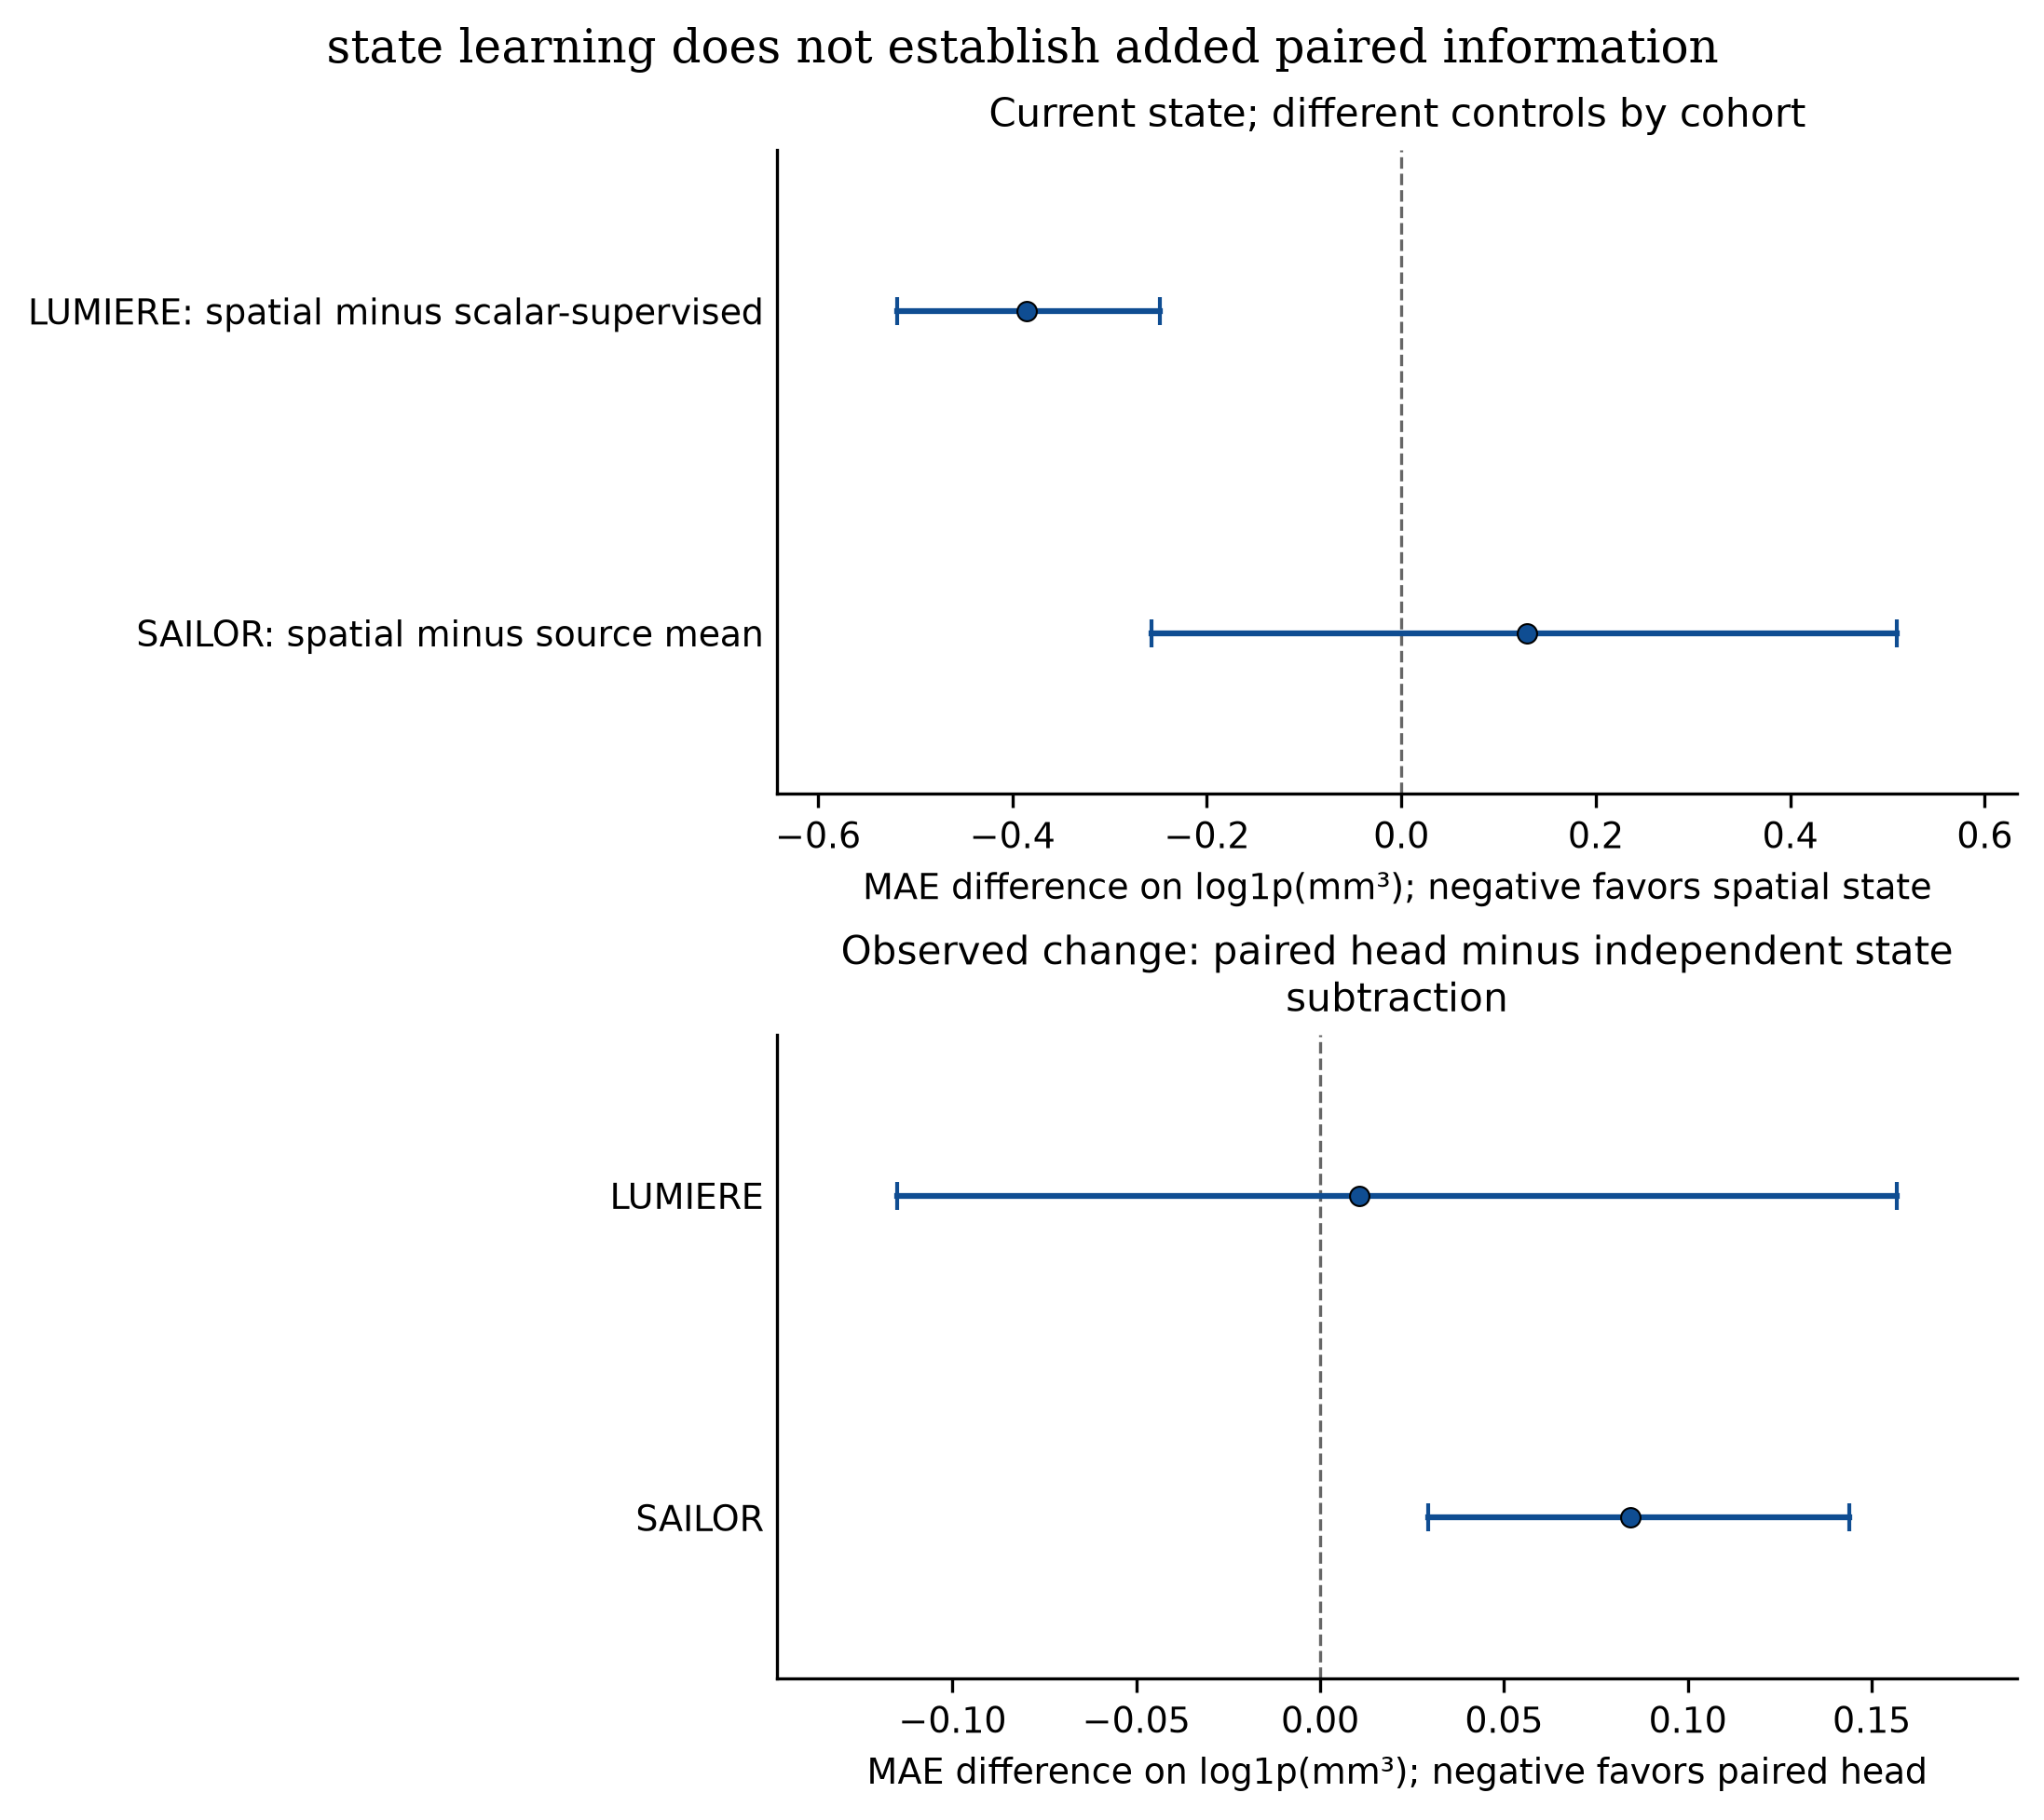 state learning does not establish added paired information
Current state; different controls by cohort
LUMIERE: spatial minus scalar-supervised
SAILOR: spatial minus source mean
−0.6 −0.4 −0.2 0.0 0.2 0.4 0.6
MAE difference on log1p(mm³); negative favors spatial state
Observed change: paired head minus independent state
subtraction
LUMIERE
SAILOR
−0.10 −0.05 0.00 0.05 0.10 0.15
MAE difference on log1p(mm³); negative favors paired head